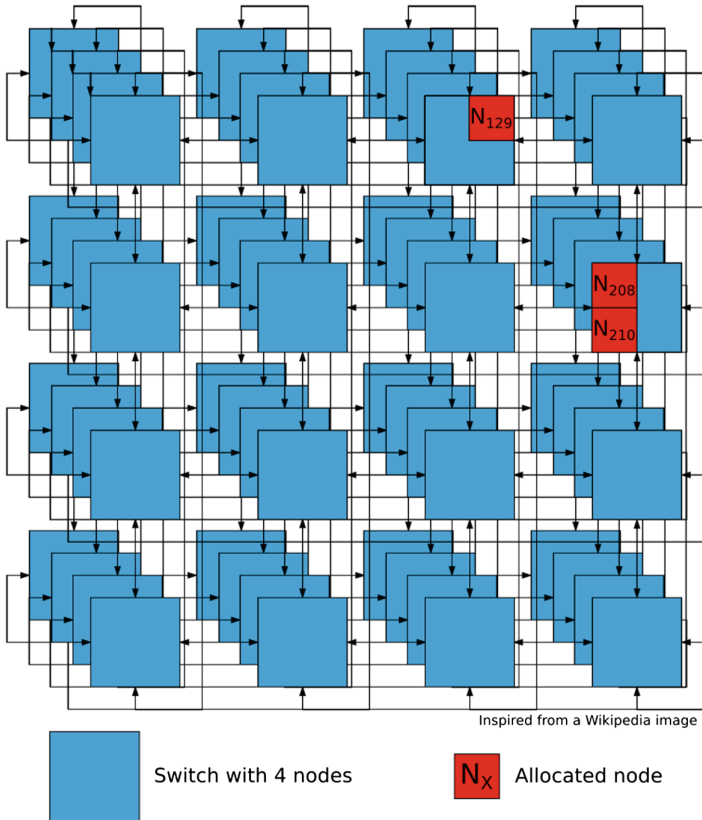 N129
N208
N210
Inspired from a Wikipedia image
Switch with 4 nodes
NX Allocated node